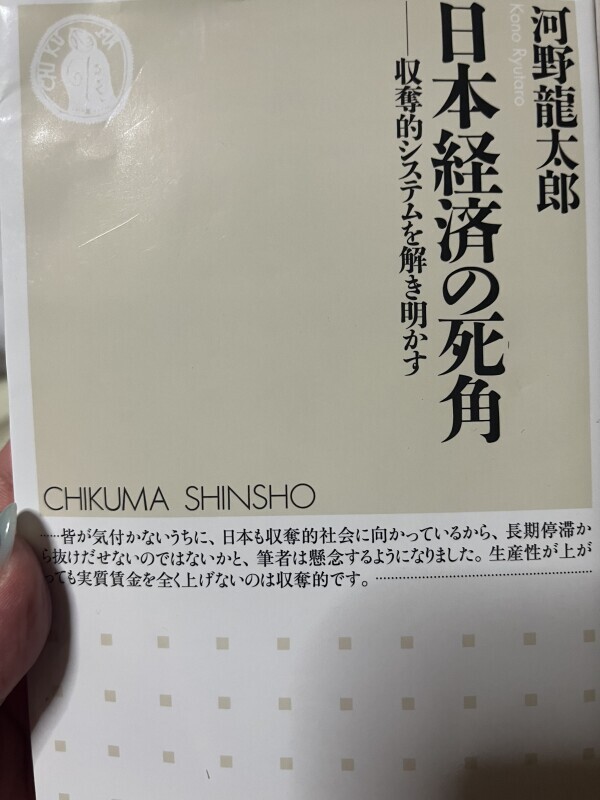 河野龍太郎
Kono Ryutaro
日本経済の死角
──収奪的システムを解き明かす
CHIKUMA
CHIKUMA SHINSHO
……皆が気付かないうちに、日本も収奪的社会に向かっているから、長期停滞か
ら抜けだせないのではないかと、筆者は懸念するようになりました。生産性が上が
っても実質賃金を全く上げないのは収奪的です。……………………………